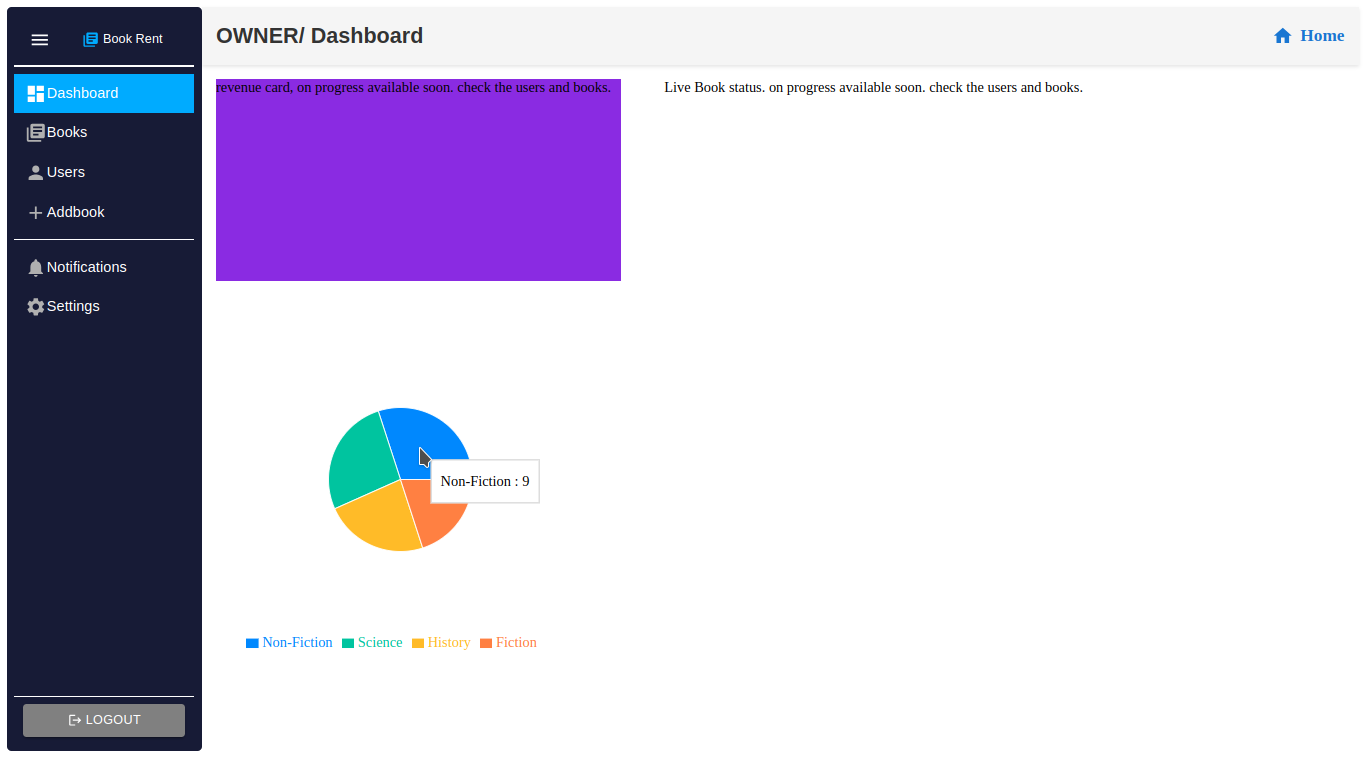 Book Rent
OWNER/ Dashboard
Home
Dashboard
Books
Users
Addbook
Notifications
Settings
LOGOUT
revenue card, on progress available soon. check the users and books.
Live Book status. on progress available soon. check the users and books.
Non-Fiction : 9
Non-Fiction Science History Fiction